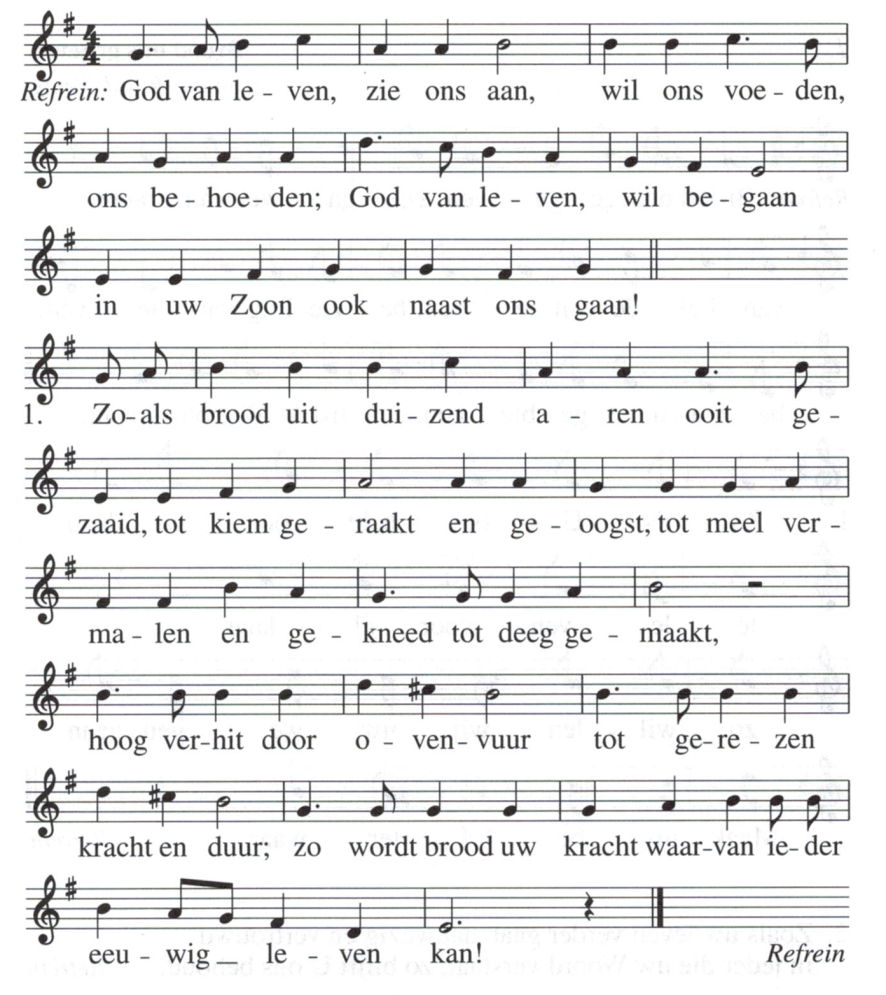 Refrein: God van le - ven, zie ons aan, wil ons voe - den,
ons be - hoe - den; God van le - ven, wil be - gaan
in uw Zoon ook naast ons gaan!
1. Zo - als brood uit dui - zend a - ren ooit ge -
zaaid, tot kiem ge - raakt en ge - oogst, tot meel ver -
ma - len en ge - kneed tot deeg ge - maakt,
hoog ver - hit door o - ven - vuur tot ge - re - zen
kracht en duur; zo wordt brood uw kracht waar - van ie - der
eeu - wig le - ven kan! Refrein